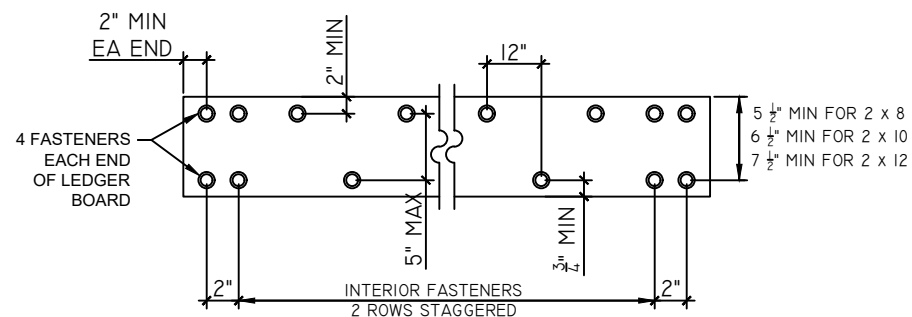 2" MIN
EA END
2" MIN
12"
4 FASTENERS
EACH END
OF LEDGER
BOARD
5 1/2" MIN FOR 2 x 8
6 1/2" MIN FOR 2 x 10
7 1/2" MIN FOR 2 x 12
5" MAX
3/4" MIN
2"
INTERIOR FASTENERS
2 ROWS STAGGERED
2"